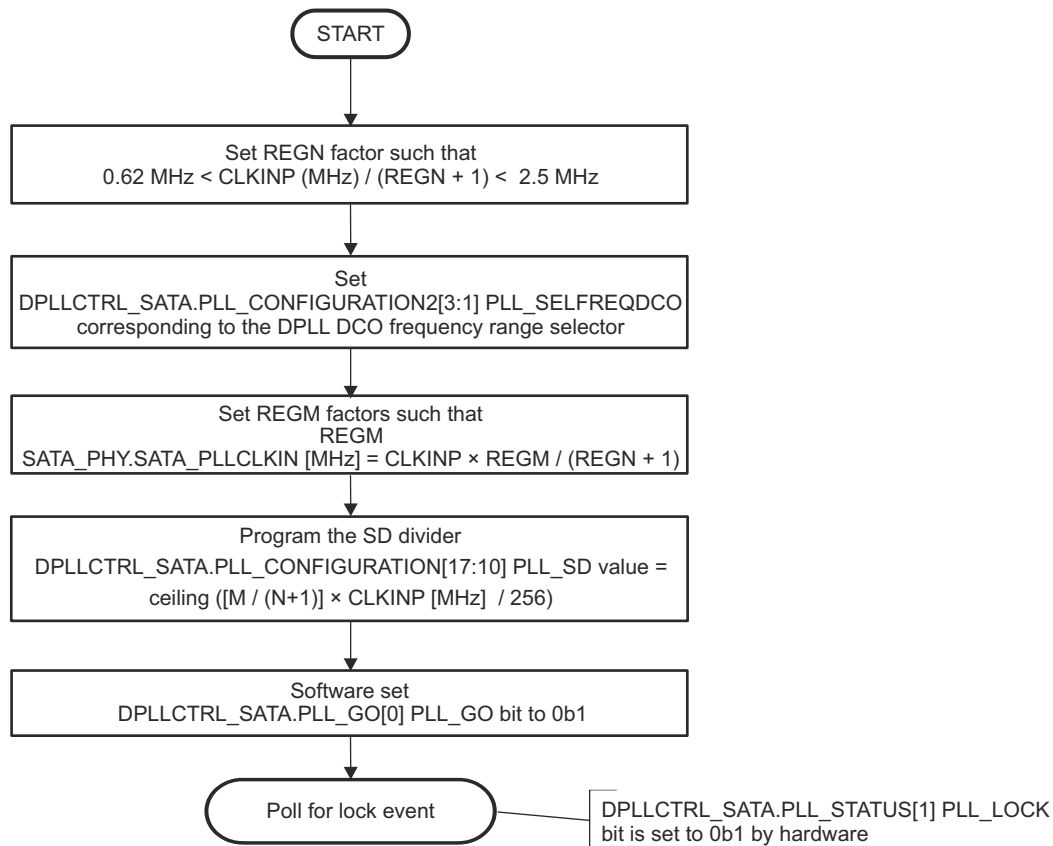 START
Set REGN factor such that
0.62 MHz < CLKINP (MHz) / (REGN + 1) < 2.5 MHz
Set
DPLLCTRL_SATA.PLL_CONFIGURATION2[3:1] PLL_SELFREQDCO
corresponding to the DPLL DCO frequency range selector
Set REGM factors such that
REGM
SATA_PHY.SATA_PLLCLKIN [MHz] = CLKINP × REGM / (REGN + 1)
Program the SD divider
DPLLCTRL_SATA.PLL_CONFIGURATION[17:10] PLL_SD value =
ceiling ([M / (N+1)] × CLKINP [MHz] / 256)
Software set
DPLLCTRL_SATA.PLL_GO[0] PLL_GO bit to 0b1
Poll for lock event
DPLLCTRL_SATA.PLL_STATUS[1] PLL_LOCK
bit is set to 0b1 by hardware